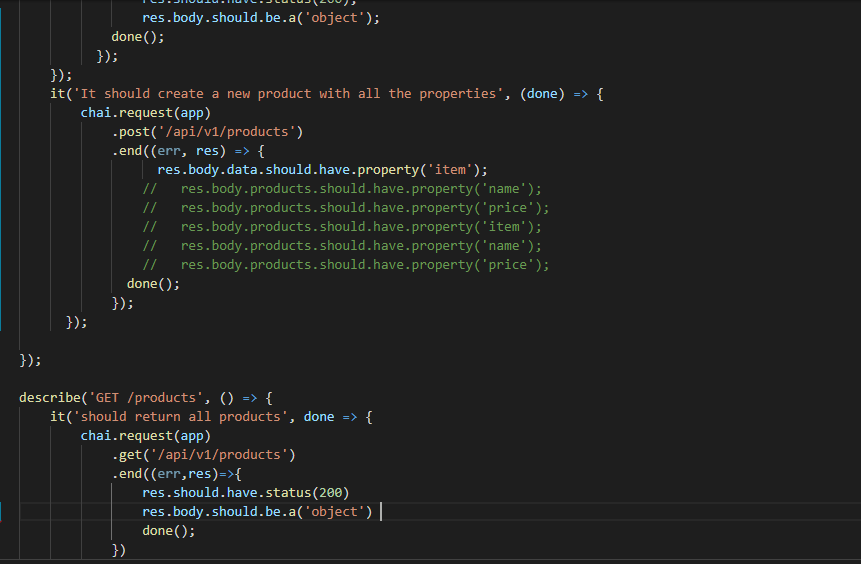 res.should.have.status(200);
res.body.should.be.a('object');
done();
});
});
it('It should create a new product with all the properties', (done) => {
chai.request(app)
.post('/api/v1/products')
.end((err, res) => {
res.body.data.should.have.property('item');
// res.body.products.should.have.property('name');
// res.body.products.should.have.property('price');
// res.body.products.should.have.property('item');
// res.body.products.should.have.property('name');
// res.body.products.should.have.property('price');
done();
});
});
});
describe('GET /products', () => {
it('should return all products', done => {
chai.request(app)
.get('/api/v1/products')
.end((err,res)=>{
res.should.have.status(200)
res.body.should.be.a('object')
done();
})